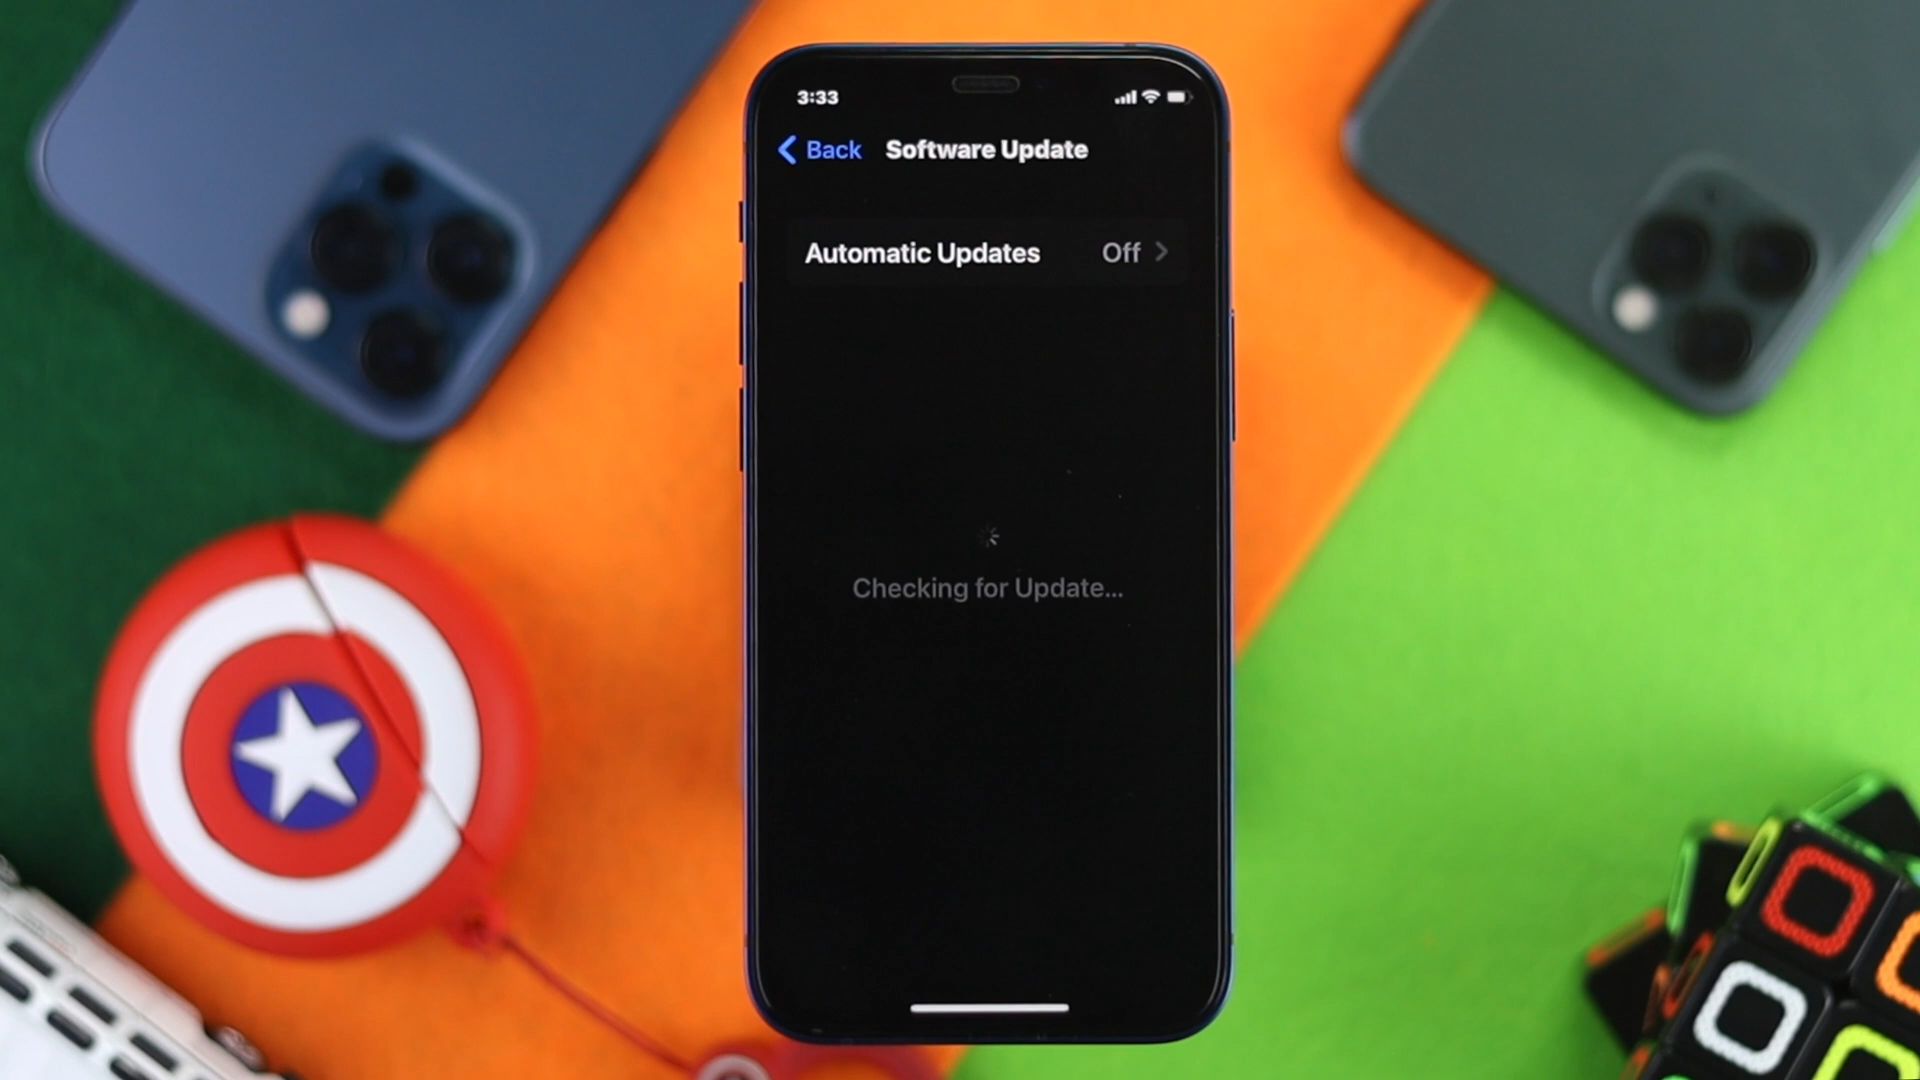 3:33
Back Software Update
Automatic Updates Off
Checking for Update...